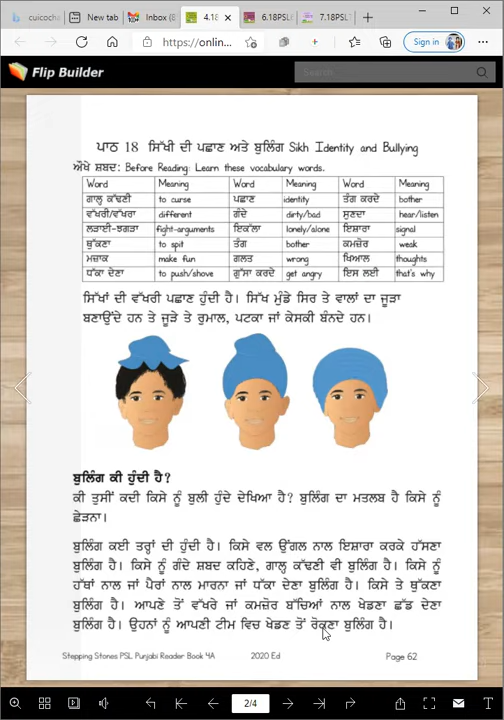 cuicocha
New Tab
Inbox (8
4.18
6.18PSL
7.18PSL
https://onlin...
Sign in
Flip Builder
Search...
ਪਾਠ 18 ਸਿੱਖੀ ਦੀ ਪਛਾਣ ਅਤੇ ਬੁਲਿੰਗ Sikh Identity and Bullying
ਔਖੇ ਸ਼ਬਦ: Before Reading: Learn these vocabulary words.
Word Meaning Word Meaning Word Meaning
ਗਾਲ੍ਹ ਕੱਢਣੀ to curse ਪਛਾਣ identity ਤੰਗ ਕਰਦੇ bother
ਵੱਖਰੀ/ਵੱਖਰਾ different ਗੰਦੇ dirty/bad ਸੁਣਦਾ hear/listen
ਲੜਾਈ-ਝਗੜਾ fight-arguments ਇਕੱਲਾ lonely/alone ਇਸ਼ਾਰਾ signal
ਥੁੱਕਣਾ to spit ਤੰਗ bother ਕਮਜ਼ੋਰ weak
ਮਜ਼ਾਕ make fun ਗਲਤ wrong ਖਿਆਲ thoughts
ਧੱਕਾ ਦੇਣਾ to push/shove ਗੁੱਸਾ ਕਰਦੇ get angry ਇਸ ਲਈ that's why
ਸਿੱਖਾਂ ਦੀ ਵੱਖਰੀ ਪਛਾਣ ਹੁੰਦੀ ਹੈ। ਸਿੱਖ ਮੁੰਡੇ ਸਿਰ ਤੇ ਵਾਲਾਂ ਦਾ ਜੂੜਾ
ਬਣਾਉਂਦੇ ਹਨ ਤੇ ਜੂੜੇ ਤੇ ਰੁਮਾਲ, ਪਟਕਾ ਜਾਂ ਕੇਸਕੀ ਬੰਨਦੇ ਹਨ।
ਬੁਲਿੰਗ ਕੀ ਹੁੰਦੀ ਹੈ?
ਕੀ ਤੁਸੀਂ ਕਦੀ ਕਿਸੇ ਨੂੰ ਬੁਲੀ ਹੁੰਦੇ ਦੇਖਿਆ ਹੈ? ਬੁਲਿੰਗ ਦਾ ਮਤਲਬ ਹੈ ਕਿਸੇ ਨੂੰ
ਛੇੜਨਾ।
ਬੁਲਿੰਗ ਕਈ ਤਰ੍ਹਾਂ ਦੀ ਹੁੰਦੀ ਹੈ। ਕਿਸੇ ਵਲ ਉਂਗਲ ਨਾਲ ਇਸ਼ਾਰਾ ਕਰਕੇ ਹੱਸਣਾ
ਬੁਲਿੰਗ ਹੈ। ਕਿਸੇ ਨੂੰ ਗੰਦੇ ਸ਼ਬਦ ਕਹਿਣੇ, ਗਾਲ੍ਹ ਕੱਢਣੀ ਵੀ ਬੁਲਿੰਗ ਹੈ। ਕਿਸੇ ਨੂੰ
ਹੱਥਾਂ ਨਾਲ ਜਾਂ ਪੈਰਾਂ ਨਾਲ ਮਾਰਨਾ ਜਾਂ ਧੱਕਾ ਦੇਣਾ ਬੁਲਿੰਗ ਹੈ। ਕਿਸੇ ਤੇ ਥੁੱਕਣਾ
ਬੁਲਿੰਗ ਹੈ। ਆਪਣੇ ਤੋਂ ਵੱਖਰੇ ਜਾਂ ਕਮਜ਼ੋਰ ਬੱਚਿਆਂ ਨਾਲ ਖੇਡਣਾ ਛੱਡ ਦੇਣਾ
ਬੁਲਿੰਗ ਹੈ। ਉਹਨਾਂ ਨੂੰ ਆਪਣੀ ਟੀਮ ਵਿਚ ਖੇਡਣ ਤੋਂ ਰੋਕਣਾ ਬੁਲਿੰਗ ਹੈ।
Stepping Stones PSL Punjabi Reader Book 4A 2020 Ed Page 62
2/4